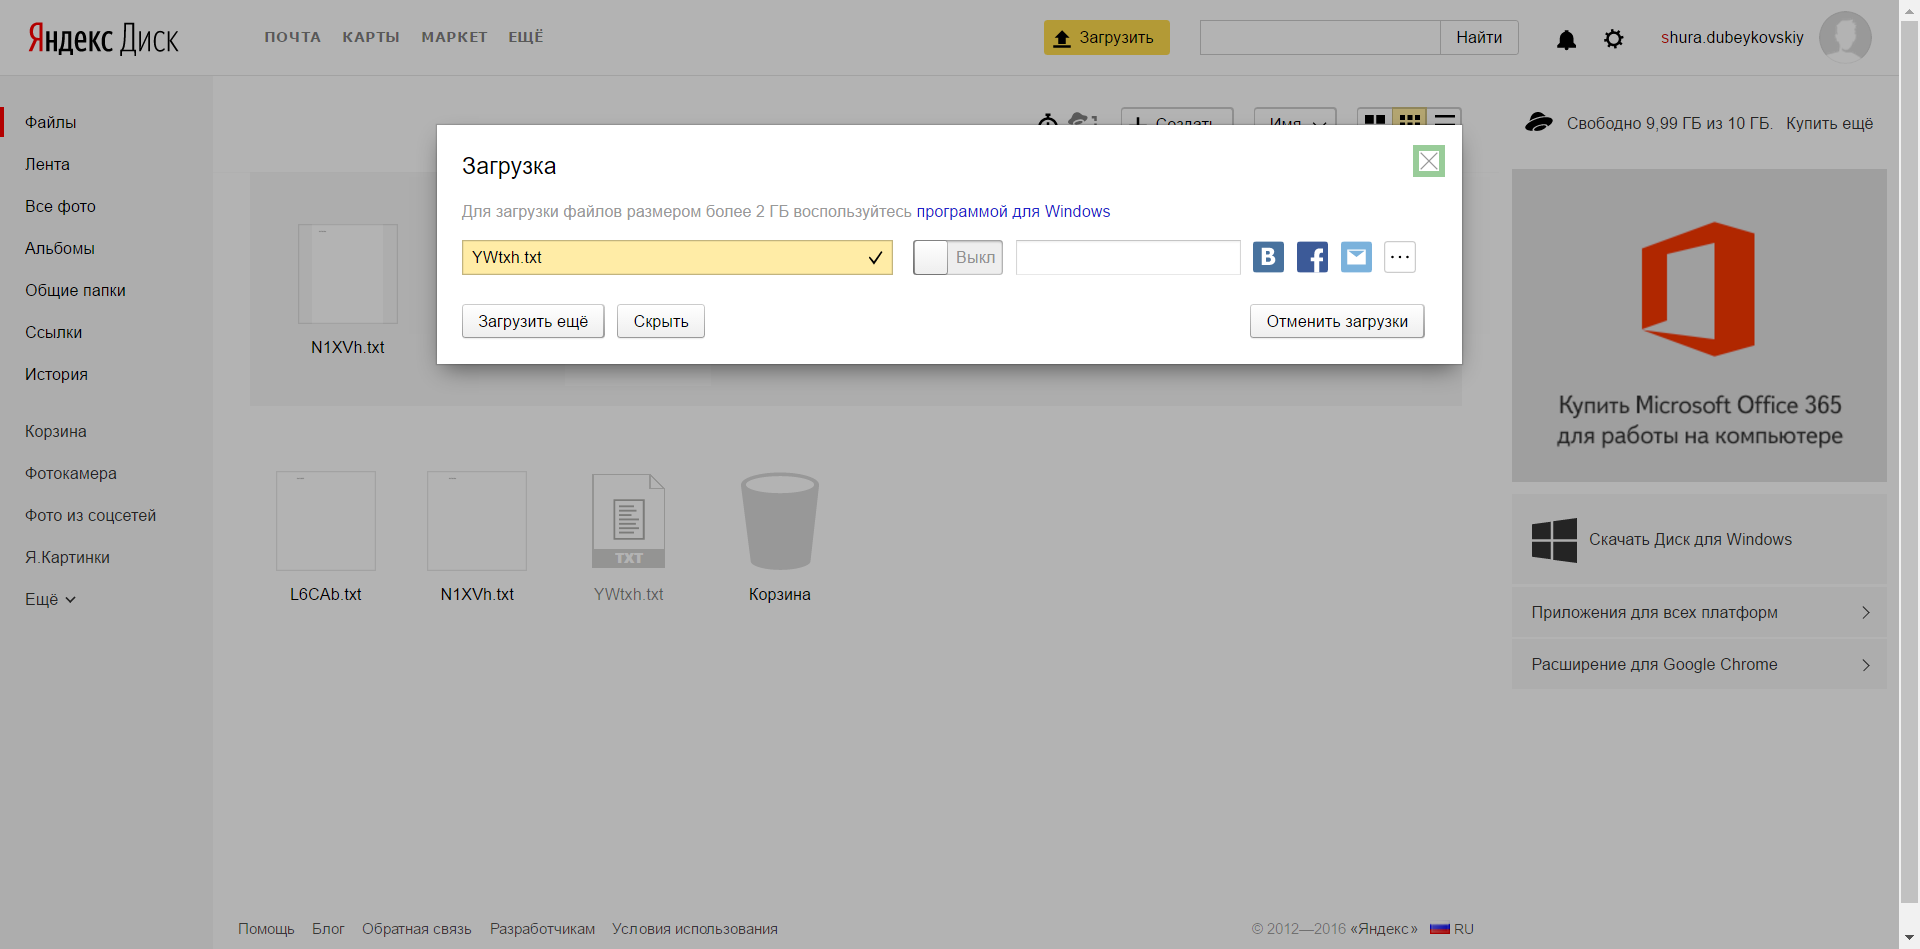 Яндекс Диск
ПОЧТА КАРТЫ МАРКЕТ ЕЩЁ
Загрузить
Найти
shura.dubeykovskiy
Файлы
Лента
Все фото
Альбомы
Общие папки
Ссылки
История
Корзина
Фотокамера
Фото из соцсетей
Я.Картинки
Ещё
Создать
Имя
Свободно 9,99 ГБ из 10 ГБ. Купить ещё
Загрузка
Для загрузки файлов размером более 2 ГБ воспользуйтесь программой для Windows
YWtxh.txt
Выкл
В
f
Загрузить ещё
Скрыть
Отменить загрузки
N1XVh.txt
TXT
L6CAb.txt
N1XVh.txt
YWtxh.txt
Корзина
Купить Microsoft Office 365
для работы на компьютере
Скачать Диск для Windows
Приложения для всех платформ
Расширение для Google Chrome
Помощь Блог Обратная связь Разработчикам Условия использования
© 2012—2016 «Яндекс»
RU